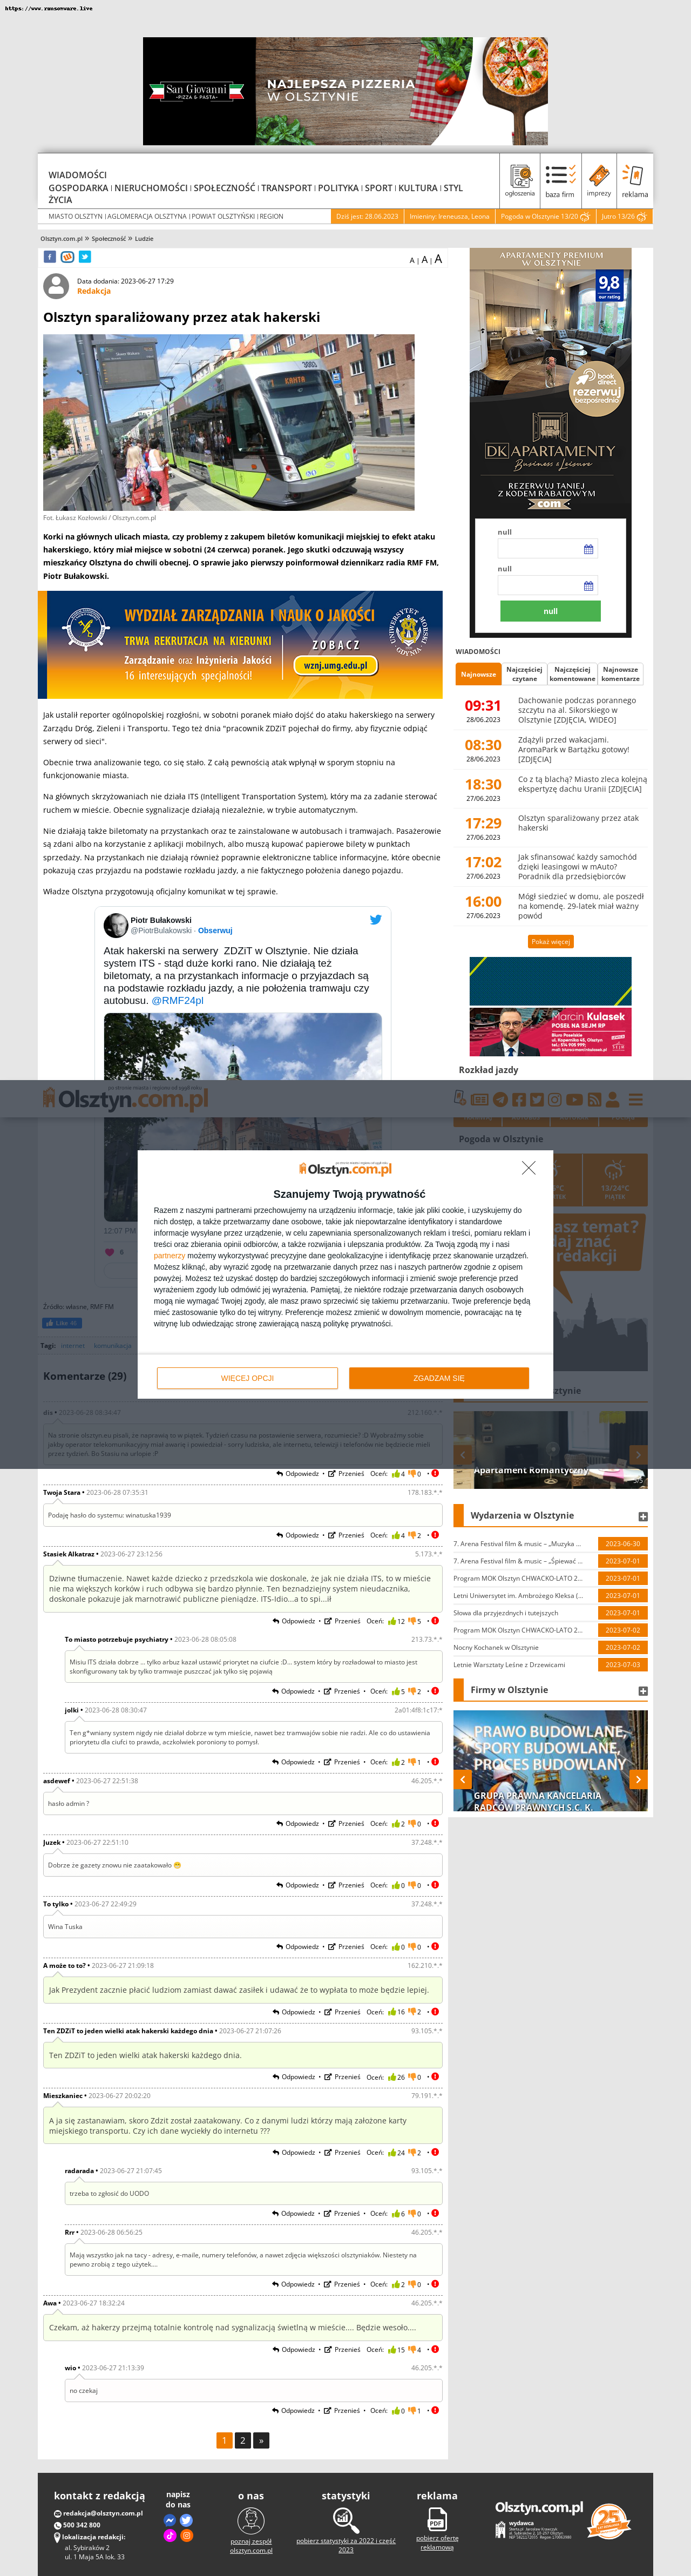 https://www.ransomware.live
San Giovanni
PIZZA & PASTA
NAJLEPSZA PIZZERIA
W OLSZTYNIE
WIADOMOŚCI
GOSPODARKA | NIERUCHOMOŚCI | SPOŁECZNOŚĆ | TRANSPORT | POLITYKA | SPORT | KULTURA | STYL
ŻYCIA
ogłoszenia
baza firm
imprezy
reklama
MIASTO OLSZTYN | AGLOMERACJA OLSZTYNA | POWIAT OLSZTYŃSKI | REGION
Dziś jest: 28.06.2023
Imieniny: Ireneusza, Leona
Pogoda w Olsztynie 13/20
Jutro 13/26
Olsztyn.com.pl » Społeczność » Ludzie
A | A | A
Data dodania: 2023-06-27 17:29
Redakcja
Olsztyn sparaliżowany przez atak hakerski
KANTA
Fot. Łukasz Kozłowski / Olsztyn.com.pl
Korki na głównych ulicach miasta, czy problemy z zakupem biletów komunikacji miejskiej to efekt ataku
hakerskiego, który miał miejsce w sobotni (24 czerwca) poranek. Jego skutki odczuwają wszyscy
mieszkańcy Olsztyna do chwili obecnej. O sprawie jako pierwszy poinformował dziennikarz radia RMF FM,
Piotr Bułakowski.
WYDZIAŁ ZARZĄDZANIA I NAUK O JAKOŚCI
TRWA REKRUTACJA NA KIERUNKI
Zarządzanie oraz Inżynieria Jakości
16 interesujących specjalności!
ZOBACZ
wznj.umg.edu.pl
UNIWERSYTET MORSKI GDYNIA
Jak ustalił reporter ogólnopolskiej rozgłośni, w sobotni poranek miało dojść do ataku hakerskiego na serwery
Zarządu Dróg, Zieleni i Transportu. Tego też dnia "pracownik ZDZiT pojechał do firmy, aby fizycznie odpiąć
serwery od sieci".
Obecnie trwa analizowanie tego, co się stało. Z całą pewnością atak wpłynął w sporym stopniu na
funkcjonowanie miasta.
Na głównych skrzyżowaniach nie działa ITS (Intelligent Transportation System), który ma za zadanie sterować
ruchem w mieście. Obecnie sygnalizacje działają niezależnie, w trybie automatycznym.
Nie działają także biletomaty na przystankach oraz te zainstalowane w autobusach i tramwajach. Pasażerowie
są zdani albo na korzystanie z aplikacji mobilnych, albo muszą kupować papierowe bilety w punktach
sprzedaży. Na przystankach nie działają również poprawnie elektroniczne tablice informacyjne, które obecnie
pokazują czas przyjazdu na podstawie rozkładu jazdy, a nie faktycznego położenia danego pojazdu.
Władze Olsztyna przygotowują oficjalny komunikat w tej sprawie.
Piotr Bułakowski
@PiotrBulakowski · Obserwuj
Atak hakerski na serwery ZDZiT w Olsztynie. Nie działa
system ITS - stąd duże korki rano. Nie działają też
biletomaty, a na przystankach informacje o przyjazdach są
na podstawie rozkładu jazdy, a nie położenia tramwaju czy
autobusu. @RMF24pl
12:07 PM
6
Źródło: własne, RMF FM
Tagi: internet komunikacja
Komentarze (29)
APARTAMENTY PREMIUM
W OLSZTYNIE
9,8
our rating
book direct
rezerwuj
bezpośrednio
DK APARTAMENTY
Business & Leisure
REZERWUJ TANIEJ
Z KODEM RABATOWYM
com
null
null
null
WIADOMOŚCI
Najnowsze
Najczęściej czytane
Najczęściej komentowane
Najnowsze komentarze
09:31
28/06/2023
Dachowanie podczas porannego
szczytu na al. Sikorskiego w
Olsztynie [ZDJĘCIA, WIDEO]
08:30
28/06/2023
Zdążyli przed wakacjami.
AromaPark w Bartążku gotowy!
[ZDJĘCIA]
18:30
27/06/2023
Co z tą blachą? Miasto zleca kolejną
ekspertyzę dachu Uranii [ZDJĘCIA]
17:29
27/06/2023
Olsztyn sparaliżowany przez atak
hakerski
17:02
27/06/2023
Jak sfinansować każdy samochód
dzięki leasingowi w mAuto?
Poradnik dla przedsiębiorców
16:00
27/06/2023
Mógł siedzieć w domu, ale poszedł
na komendę. 29-latek miał ważny
powód
Pokaż więcej
Marcin Kulasek
POSEŁ NA SEJM RP
Rozkład jazdy
Olsztyn.com.pl
Pogoda w Olsztynie
13/24°C
PIĄTEK
Olsztyn.com.pl
Szanujemy Twoją prywatność
Razem z naszymi partnerami przechowujemy na urządzeniu informacje, takie jak pliki cookie, i uzyskujemy do
nich dostęp, a także przetwarzamy dane osobowe, takie jak niepowtarzalne identyfikatory i standardowe
informacje wysyłane przez urządzenie, w celu zapewniania spersonalizowanych reklam i treści, pomiaru reklam i
treści oraz zbierania opinii odbiorców, a także rozwijania i ulepszania produktów. Za Twoją zgodą my i nasi
partnerzy możemy wykorzystywać precyzyjne dane geolokalizacyjne i identyfikację przez skanowanie urządzeń.
Możesz kliknąć, aby wyrazić zgodę na przetwarzanie danych przez nas i naszych partnerów zgodnie z opisem
powyżej. Możesz też uzyskać dostęp do bardziej szczegółowych informacji i zmienić swoje preferencje przed
wyrażeniem zgody lub odmówić jej wyrażenia. Pamiętaj, że niektóre rodzaje przetwarzania danych osobowych
mogą nie wymagać Twojej zgody, ale masz prawo sprzeciwić się takiemu przetwarzaniu. Twoje preferencje będą
mieć zastosowanie tylko do tej witryny. Preferencje możesz zmienić w dowolnym momencie, powracając na tę
witrynę lub odwiedzając stronę zawierającą naszą politykę prywatności.
WIĘCEJ OPCJI
ZGADZAM SIĘ
Odpowiedz • Przenieś Oceń: 4 0
Twoja Stara • 2023-06-28 07:35:31 178.183.*.*
Podaję hasło do systemu: winatuska1939
Odpowiedz • Przenieś Oceń: 4 2
Stasiek Alkatraz • 2023-06-27 23:12:56 5.173.*.*
Dziwne tłumaczenie. Nawet każde dziecko z przedszkola wie doskonale, że jak nie działa ITS, to w mieście
nie ma większych korków i ruch odbywa się bardzo płynnie. Ten beznadziejny system nieudacznika,
doskonale pokazuje jak marnotrawić publiczne pieniądze. ITS-Idio...a to spi...ł
Odpowiedz • Przenieś Oceń: 12 5
To miasto potrzebuje psychiatry • 2023-06-28 08:05:08 213.73.*.*
Misiu ITS działa dobrze ... tylko arbuz kazał ustawić priorytet na ciufcie :D... system który by rozładował to miasto jest
skonfigurowany tak by tylko tramwaje puszczać jak tylko się pojawią
Odpowiedz • Przenieś • Oceń: 5 2
jolki • 2023-06-28 08:30:47 2a01:4f8:1c17:*
Ten g*wniany system nigdy nie działał dobrze w tym mieście, nawet bez tramwajów sobie nie radzi. Ale co do ustawienia
priorytetu dla ciufci to prawda, aczkolwiek poroniony to pomysł.
Odpowiedz • Przenieś • Oceń: 2 1
asdewef • 2023-06-27 22:51:38 46.205.*.*
hasło admin ?
Odpowiedz • Przenieś Oceń: 2 0
Juzek • 2023-06-27 22:51:10 37.248.*.*
Dobrze że gazety znowu nie zaatakowało 😁
Odpowiedz • Przenieś Oceń: 0 0
To tylko • 2023-06-27 22:49:29 37.248.*.*
Wina Tuska
Odpowiedz • Przenieś Oceń: 0 0
A może to to? • 2023-06-27 21:09:18 162.210.*.*
Jak Prezydent zacznie płacić ludziom zamiast dawać zasiłek i udawać że to wypłata to może będzie lepiej.
Odpowiedz • Przenieś Oceń: 16 2
Ten ZDZiT to jeden wielki atak hakerski każdego dnia • 2023-06-27 21:07:26 93.105.*.*
Ten ZDZiT to jeden wielki atak hakerski każdego dnia.
Odpowiedz • Przenieś Oceń: 26 0
Mieszkaniec • 2023-06-27 20:02:20 79.191.*.*
A ja się zastanawiam, skoro Zdzit został zaatakowany. Co z danymi ludzi którzy mają założone karty
miejskiego transportu. Czy ich dane wyciekły do internetu ???
Odpowiedz • Przenieś Oceń: 24 2
radarada • 2023-06-27 21:07:45 93.105.*.*
trzeba to zgłosić do UODO
Odpowiedz • Przenieś • Oceń: 6 0
Rrr • 2023-06-28 06:56:25 46.205.*.*
Mają wszystko jak na tacy - adresy, e-maile, numery telefonów, a nawet zdjęcia większości olsztyniaków. Niestety na
pewno zrobią z tego użytek....
Odpowiedz • Przenieś • Oceń: 2 0
Awa • 2023-06-27 18:32:24 46.205.*.*
Czekam, aż hakerzy przejmą totalnie kontrolę nad sygnalizacją świetlną w mieście.... Będzie wesoło....
Odpowiedz • Przenieś Oceń: 15 4
wio • 2023-06-27 21:13:39 46.205.*.*
no czekaj
Odpowiedz • Przenieś • Oceń: 0 1
1 2 »
Apartament Romantyczny
Wydarzenia w Olsztynie
7. Arena Festival film & music – „Muzyka ... 2023-06-30
7. Arena Festival film & music – „Śpiewać ... 2023-07-01
Program MOK Olsztyn CHWACKO-LATO 2... 2023-07-01
Letni Uniwersytet im. Ambrożego Kleksa (... 2023-07-01
Słowa dla przyjezdnych i tutejszych 2023-07-01
Program MOK Olsztyn CHWACKO-LATO 2... 2023-07-02
Nocny Kochanek w Olsztynie 2023-07-02
Letnie Warsztaty Leśne z Drzewicami 2023-07-03
Firmy w Olsztynie
PRAWO BUDOWLANE,
SPORY BUDOWLANE,
PROCES BUDOWLANY
GRUPA PRAWNA KANCELARIA
RADCÓW PRAWNYCH S.C. K.
kontakt z redakcją
redakcja@olsztyn.com.pl
500 342 800
lokalizacja redakcji:
al. Sybiraków 2
ul. 1 Maja 5A lok. 33
napisz
do nas
o nas
poznaj zespół
olsztyn.com.pl
statystyki
pobierz statystyki za 2022 i część
2023
reklama
pobierz ofertę
reklamową
Olsztyn.com.pl
wydawca
25